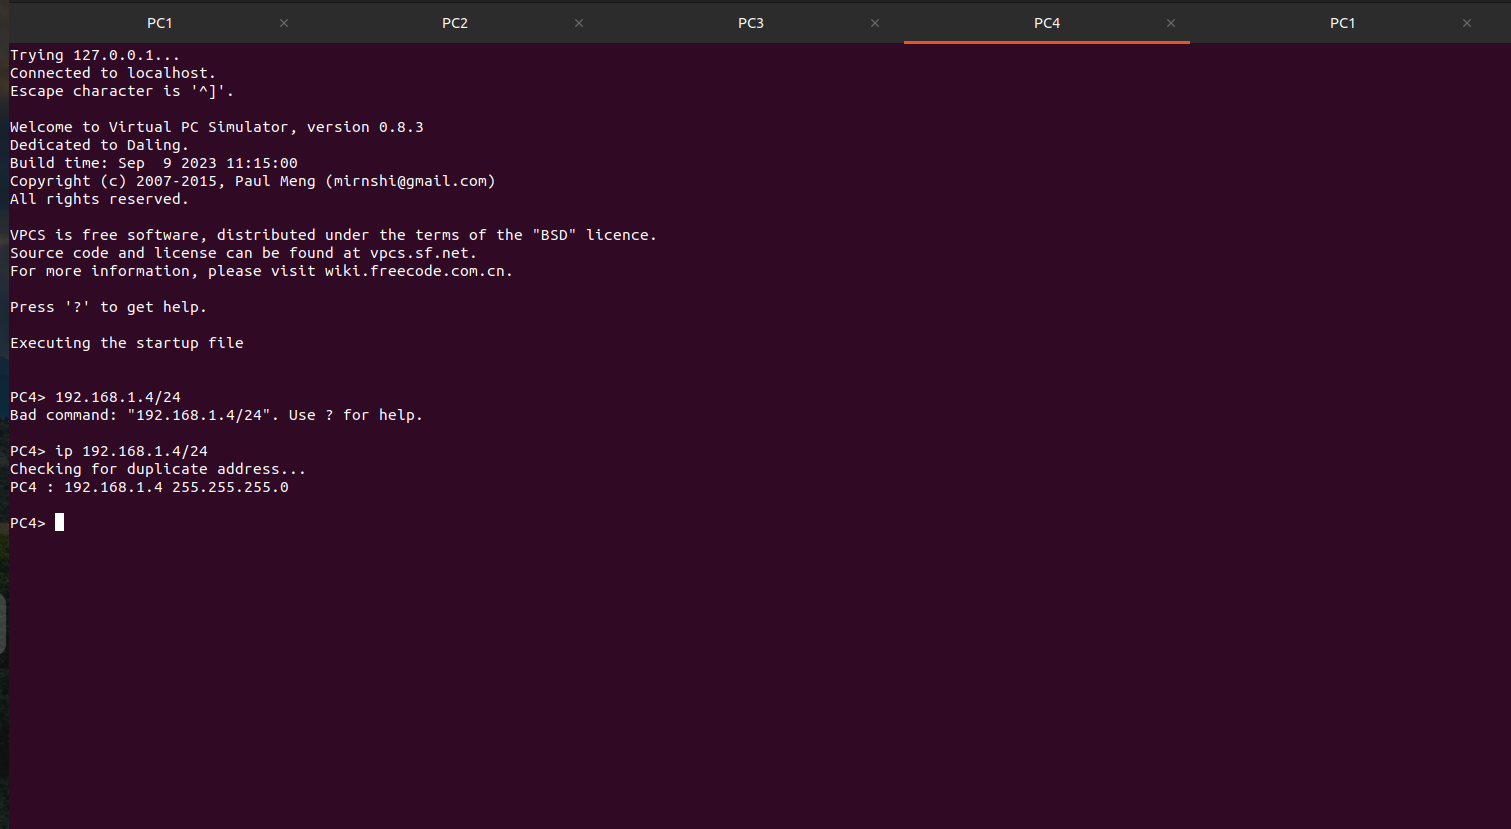 PC1 × PC2 × PC3 × PC4 × PC1 ×
Trying 127.0.0.1...
Connected to localhost.
Escape character is '^]'.
Welcome to Virtual PC Simulator, version 0.8.3
Dedicated to Daling.
Build time: Sep  9 2023 11:15:00
Copyright (c) 2007-2015, Paul Meng (mirnshi@gmail.com)
All rights reserved.
VPCS is free software, distributed under the terms of the "BSD" licence.
Source code and license can be found at vpcs.sf.net.
For more information, please visit wiki.freecode.com.cn.
Press '?' to get help.
Executing the startup file
PC4> 192.168.1.4/24
Bad command: "192.168.1.4/24". Use ? for help.
PC4> ip 192.168.1.4/24
Checking for duplicate address...
PC4 : 192.168.1.4 255.255.255.0
PC4>